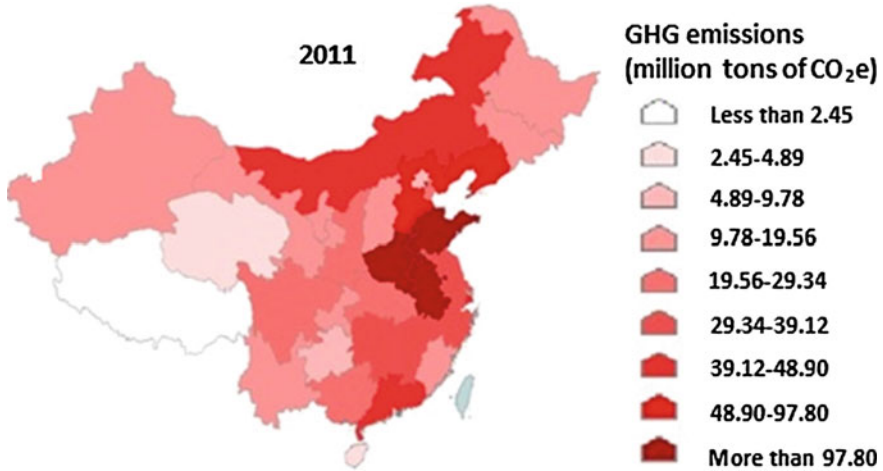 2011
GHG emissions
(million tons of CO₂e)
Less than 2.45
2.45-4.89
4.89-9.78
9.78-19.56
19.56-29.34
29.34-39.12
39.12-48.90
48.90-97.80
More than 97.80